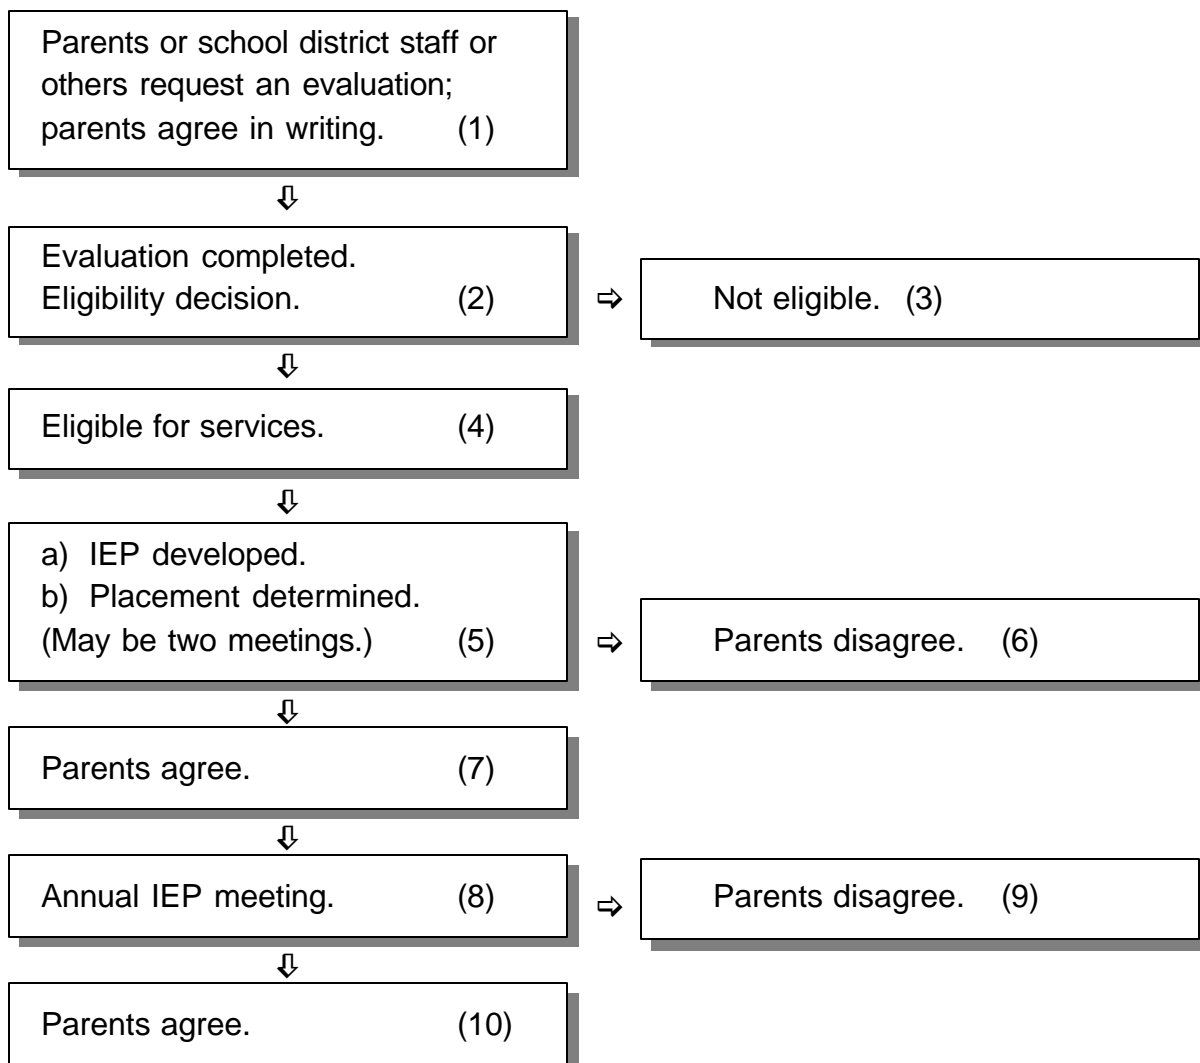 Parents or school district staff or
others request an evaluation;
parents agree in writing. (1)
Evaluation completed.
Eligibility decision. (2)
Not eligible. (3)
Eligible for services. (4)
a) IEP developed.
b) Placement determined.
(May be two meetings.) (5)
Parents disagree. (6)
Parents agree. (7)
Annual IEP meeting. (8)
Parents disagree. (9)
Parents agree. (10)